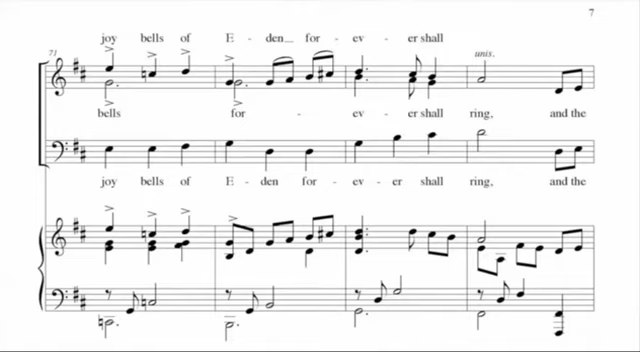 7
joy bells of E - den_ for - ev - er shall
71
unis.
bells for - ev - er shall ring, and the
joy bells of E - den for - ev - er shall ring, and the